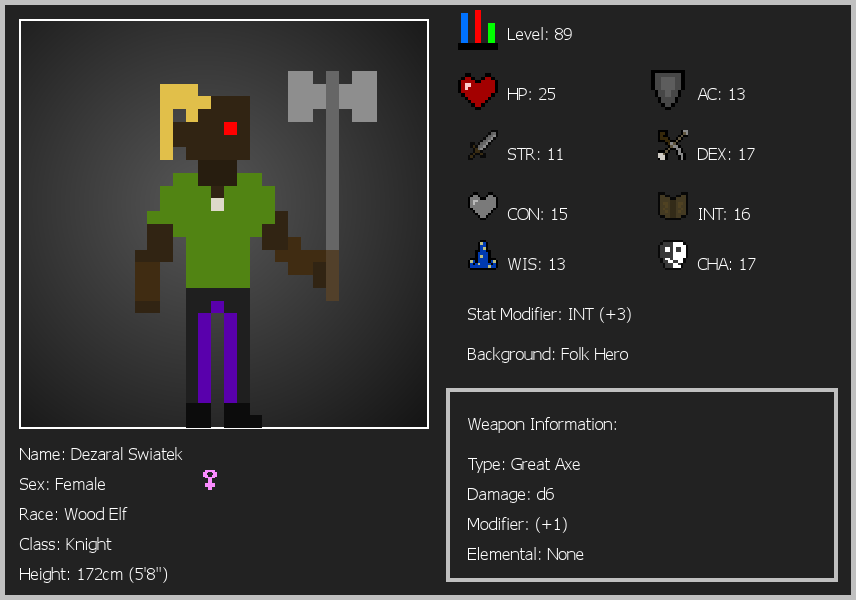 Level: 89
HP: 25
AC: 13
STR: 11
DEX: 17
CON: 15
INT: 16
WIS: 13
CHA: 17
Stat Modifier: INT (+3)
Background: Folk Hero
Weapon Information:
Type: Great Axe
Damage: d6
Modifier: (+1)
Elemental: None
Name: Dezaral Swiatek
Sex: Female
Race: Wood Elf
Class: Knight
Height: 172cm (5'8")